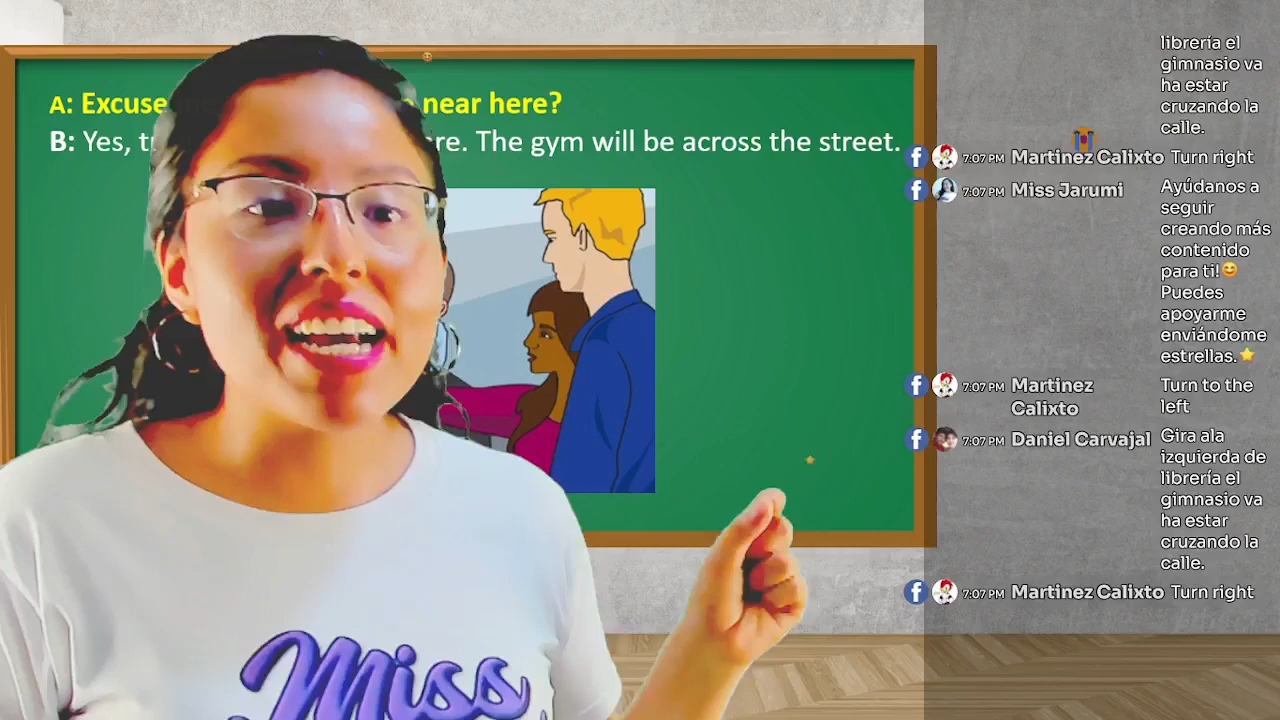 A: Excuse near here?
B: Yes, The gym will be across the street.
librería el
gimnasio va
ha estar
cruzando la
calle.
7:07 PM Martinez Calixto Turn right
7:07 PM Miss Jarumi Ayúdanos a
seguir
creando más
contenido
para ti!😊
Puedes
apoyarme
enviándome
estrellas.⭐
7:07 PM Martinez Calixto Turn to the
left
7:07 PM Daniel Carvajal Gira ala
izquierda de
librería el
gimnasio va
ha estar
cruzando la
calle.
7:07 PM Martinez Calixto Turn right
Miss